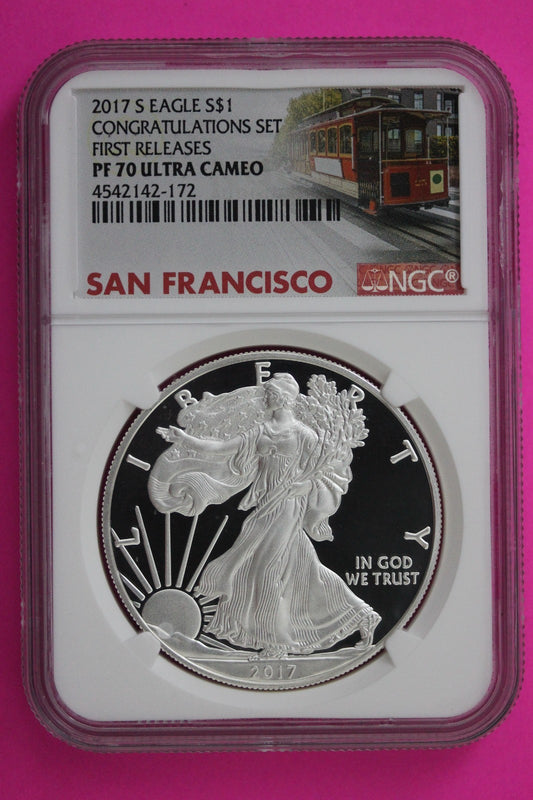 2017 S EAGLE S$1
CONGRATULATIONS SET
FIRST RELEASES
PF 70 ULTRA CAMEO
4542142-172
SAN FRANCISCO
NGC®
LIBERTY
IN GOD
WE TRUST
2017